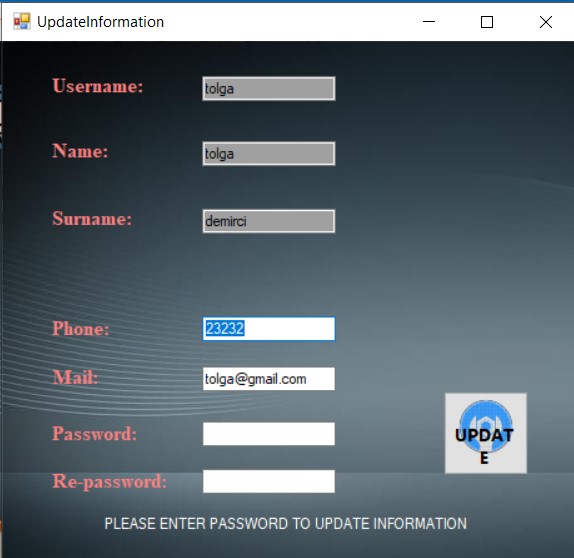 UpdateInformation
Username: tolga
Name: tolga
Surname: demirci
Phone: 23232
Mail: tolga@gmail.com
Password:
UPDAT
E
Re-password:
PLEASE ENTER PASSWORD TO UPDATE INFORMATION